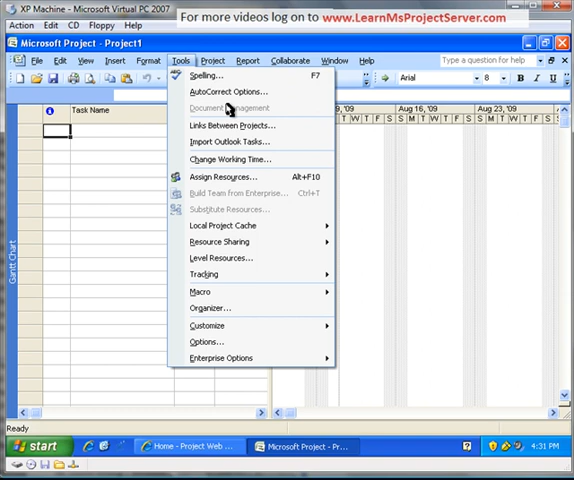 XP Machine - Microsoft Virtual PC 2007
For more videos log on to www.LearnMsProjectServer.com
Action Edit CD Floppy Help
Microsoft Project - Project1
File Edit View Insert Format Tools Project Report Collaborate Window Help
Type a question for help
Arial 8 B I U
Task Name
Spelling... F7
AutoCorrect Options...
Document Management
Links Between Projects...
Import Outlook Tasks...
Change Working Time...
Assign Resources... Alt+F10
Build Team from Enterprise... Ctrl+T
Substitute Resources...
Local Project Cache
Resource Sharing
Level Resources...
Tracking
Macro
Organizer...
Customize
Options...
Enterprise Options
9, '09 Aug 16, '09 Aug 23, '09
M T W T F S S M T W T F S S M T W T F S
Gantt Chart
Ready
start
Home - Project Web ...
Microsoft Project - Pr...
4:31 PM